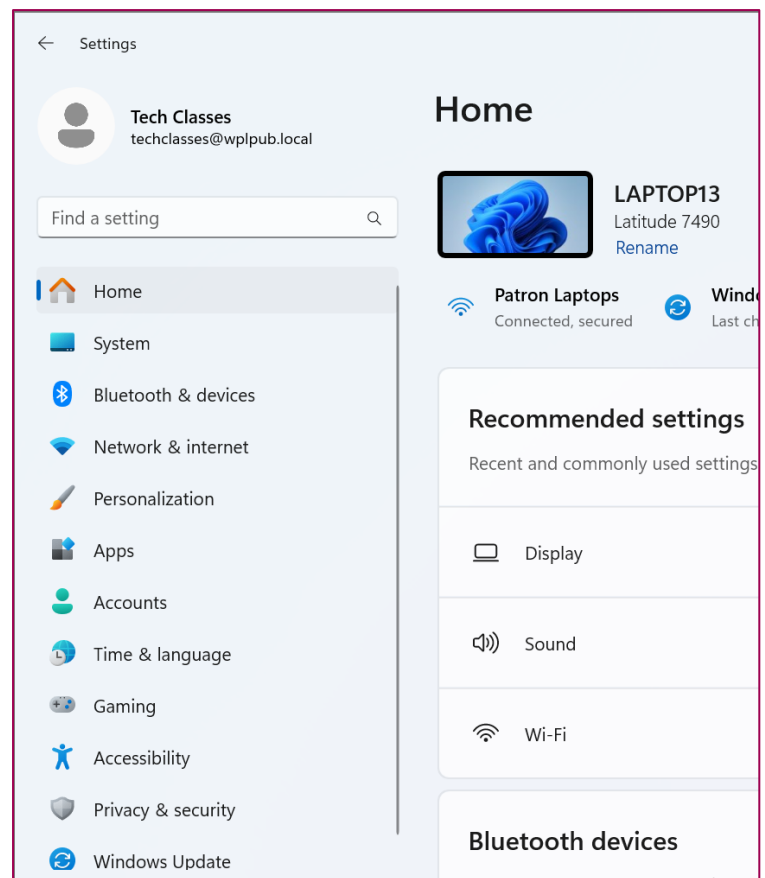 Settings
Tech Classes
techclasses@wplpub.local
Find a setting
Home
System
Bluetooth & devices
Network & internet
Personalization
Apps
Accounts
Time & language
Gaming
Accessibility
Privacy & security
Windows Update
Home
LAPTOP13
Latitude 7490
Rename
Patron Laptops
Connected, secured
Recommended settings
Recent and commonly used settings
Display
Sound
Wi-Fi
Bluetooth devices